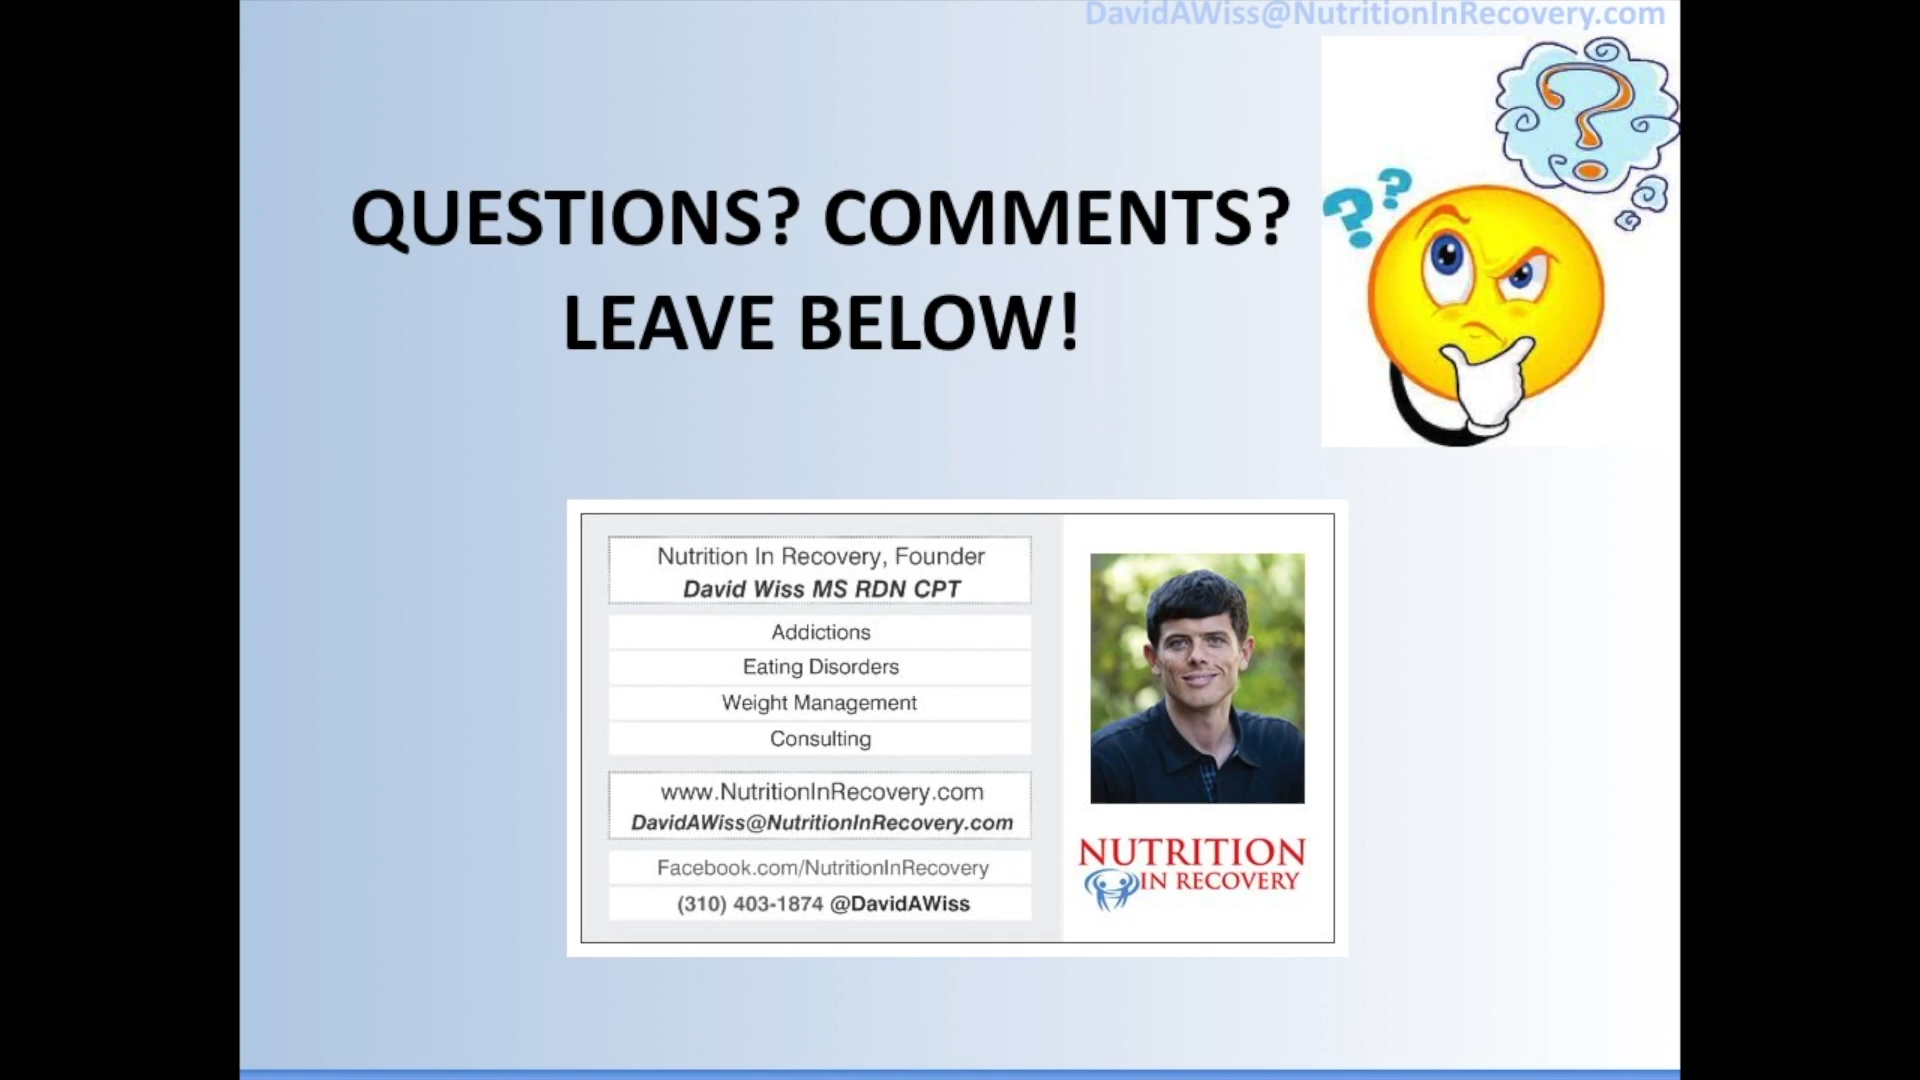 DavidAWiss@NutritionInRecovery.com
QUESTIONS? COMMENTS?
LEAVE BELOW!
?
? ?
Nutrition In Recovery, Founder
David Wiss MS RDN CPT
Addictions
Eating Disorders
Weight Management
Consulting
www.NutritionInRecovery.com
DavidAWiss@NutritionInRecovery.com
Facebook.com/NutritionInRecovery
(310) 403-1874 @DavidAWiss
NUTRITION
IN RECOVERY